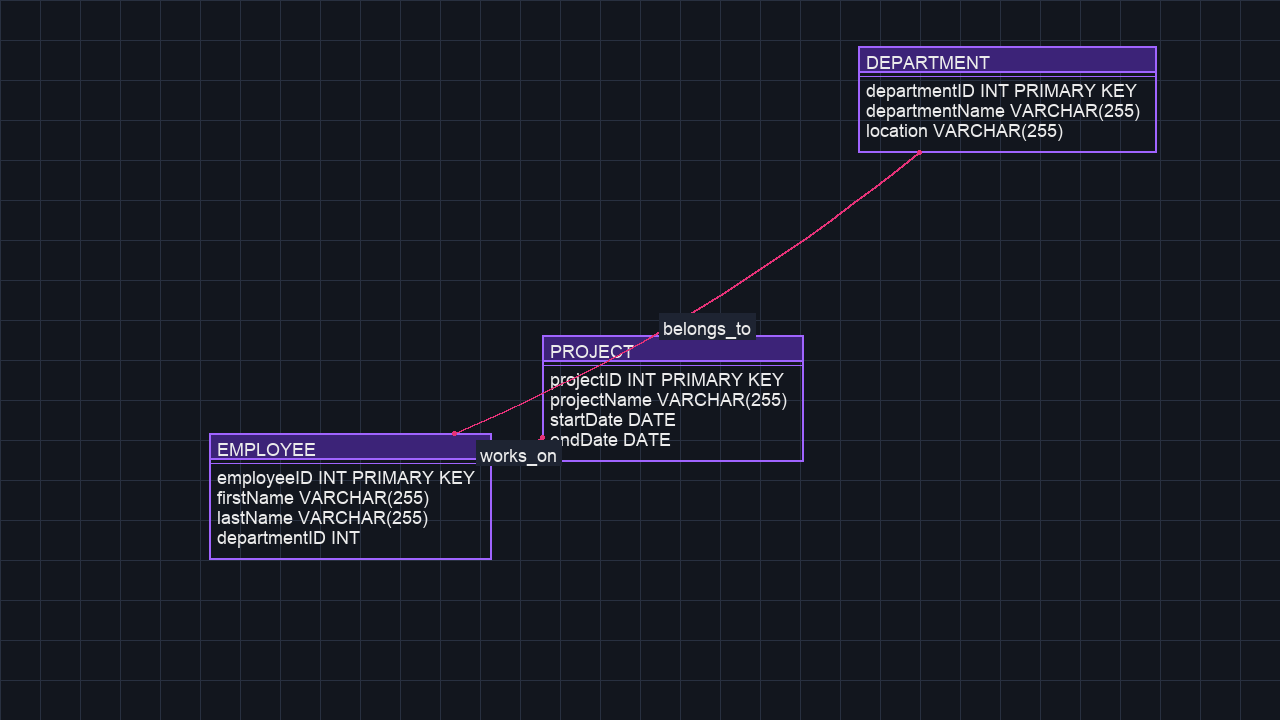 DEPARTMENT
departmentID INT PRIMARY KEY
departmentName VARCHAR(255)
location VARCHAR(255)
belongs_to
PROJECT
projectID INT PRIMARY KEY
projectName VARCHAR(255)
startDate DATE
endDate DATE
works_on
EMPLOYEE
employeeID INT PRIMARY KEY
firstName VARCHAR(255)
lastName VARCHAR(255)
departmentID INT